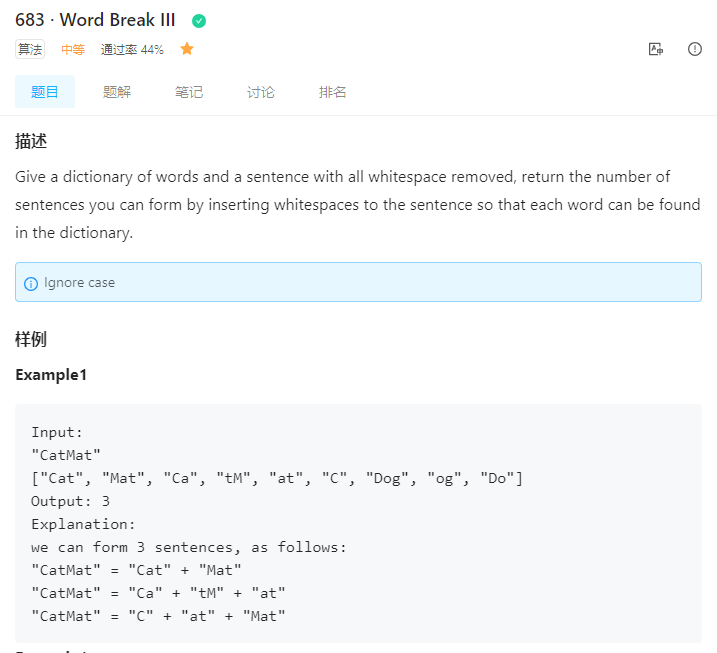 683 · Word Break III
算法 中等 通过率 44%
题目 题解 笔记 讨论 排名
描述
Give a dictionary of words and a sentence with all whitespace removed, return the number of
sentences you can form by inserting whitespaces to the sentence so that each word can be found
in the dictionary.
Ignore case
样例
Example1
Input:
"CatMat"
["Cat", "Mat", "Ca", "tM", "at", "C", "Dog", "og", "Do"]
Output: 3
Explanation:
we can form 3 sentences, as follows:
"CatMat" = "Cat" + "Mat"
"CatMat" = "Ca" + "tM" + "at"
"CatMat" = "C" + "at" + "Mat"